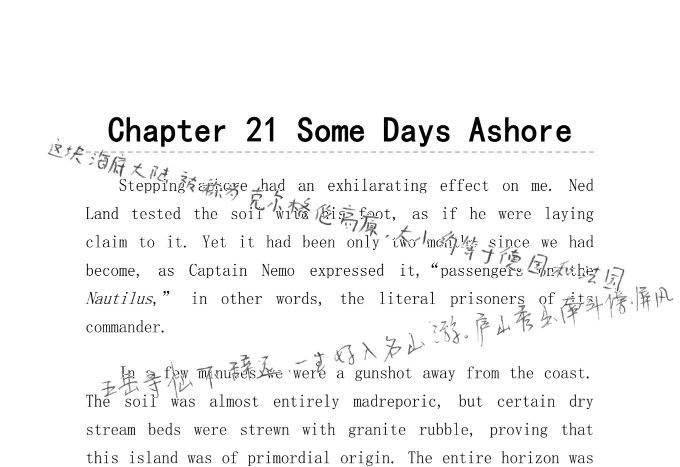 Chapter 21 Some Days Ashore
这块海底大陆被称为克尔格伦高原，大小多等于德国和法国
Stepping ashore had an exhilarating effect on me. Ned
Land tested the soil with his foot, as if he were laying
claim to it. Yet it had been only two months since we had
become, as Captain Nemo expressed it, “passengers on the
Nautilus,” in other words, the literal prisoners of its
commander.
五岳寻仙不辞远，一生好入名山游。庐山秀出南斗傍，屏风
In a few minutes we were a gunshot away from the coast.
The soil was almost entirely madreporic, but certain dry
stream beds were strewn with granite rubble, proving that
this island was of primordial origin. The entire horizon was